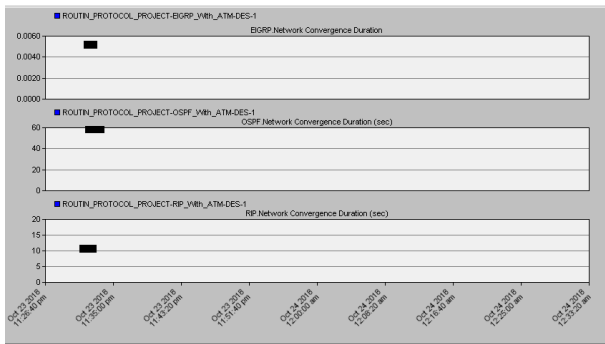 ROUTIN_PROTOCOL_PROJECT-EIGRP_With_ATM-DES-1
EIGRP.Network Convergence Duration
0.0060
0.0040
0.0020
0.0000
ROUTIN_PROTOCOL_PROJECT-OSPF_With_ATM-DES-1
OSPF.Network Convergence Duration (sec)
60
40
20
0
ROUTIN_PROTOCOL_PROJECT-RIP_With_ATM-DES-1
RIP.Network Convergence Duration (sec)
20
15
10
5
0
Oct 23 2018
11:26:40 pm
Oct 23 2018
11:35:00 pm
Oct 23 2018
11:43:20 pm
Oct 23 2018
11:51:40 pm
Oct 24 2018
12:00:00 am
Oct 24 2018
12:08:20 am
Oct 24 2018
12:16:40 am
Oct 24 2018
12:25:00 am
Oct 24 2018
12:33:20 am